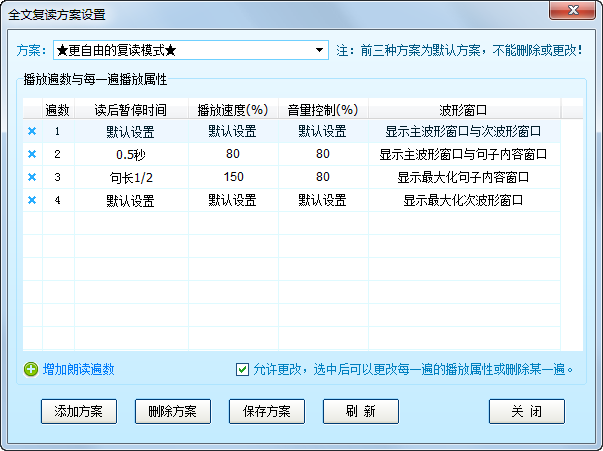 全文复读方案设置
方案: ★更自由的复读模式★ 注：前三种方案为默认方案，不能删除或更改!
播放遍数与每一遍播放属性
遍数 读后暂停时间 播放速度(%) 音量控制(%) 波形窗口
1 默认设置 默认设置 默认设置 显示主波形窗口与次波形窗口
2 0.5秒 80 80 显示主波形窗口与句子内容窗口
3 句长1/2 150 80 显示最大化句子内容窗口
4 默认设置 默认设置 默认设置 显示最大化次波形窗口
增加朗读遍数 允许更改，选中后可以更改每一遍的播放属性或删除某一遍。
添加方案 删除方案 保存方案 刷 新 关 闭